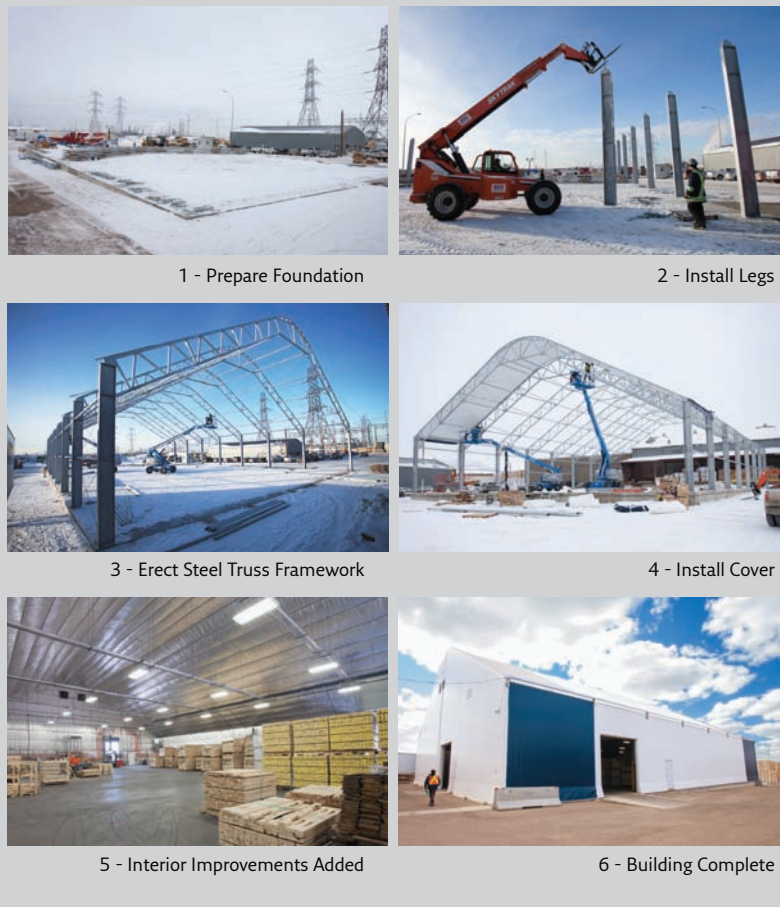 1 - Prepare Foundation
SKYTRAK
2 - Install Legs
3 - Erect Steel Truss Framework
4 - Install Cover
5 - Interior Improvements Added
6 - Building Complete